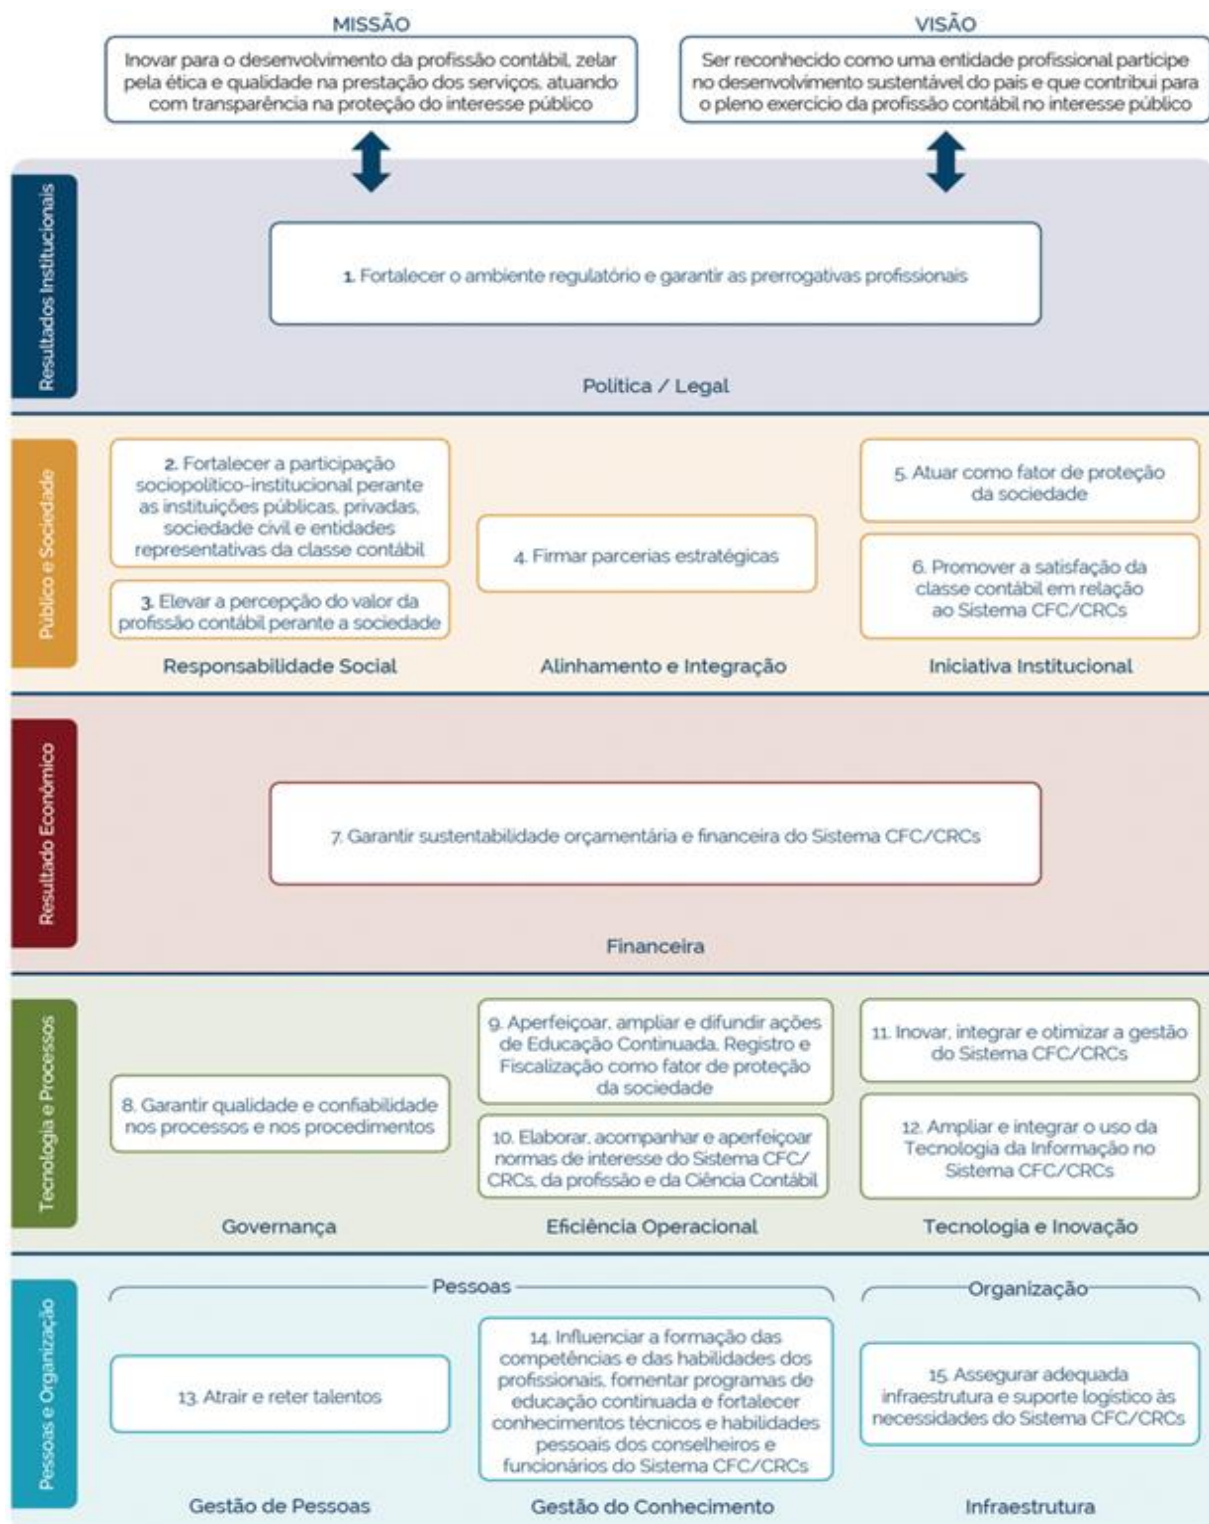 MISSÃO
Inovar para o desenvolvimento da profissão contábil, zelar
pela ética e qualidade na prestação dos serviços, atuando
com transparência na proteção do interesse público
VISÃO
Ser reconhecido como uma entidade profissional partícipe
no desenvolvimento sustentável do país e que contribui para
o pleno exercício da profissão contábil no interesse público
Resultados Institucionais
1. Fortalecer o ambiente regulatório e garantir as prerrogativas profissionais
Política / Legal
Público e Sociedade
2. Fortalecer a participação
sociopolítico-institucional perante
as instituições públicas, privadas,
sociedade civil e entidades
representativas da classe contábil
3. Elevar a percepção do valor da
profissão contábil perante a sociedade
Responsabilidade Social
4. Firmar parcerias estratégicas
Alinhamento e Integração
5. Atuar como fator de proteção
da sociedade
6. Promover a satisfação da
classe contábil em relação
ao Sistema CFC/CRCs
Iniciativa Institucional
Resultado Econômico
7. Garantir sustentabilidade orçamentária e financeira do Sistema CFC/CRCs
Financeira
Tecnologia e Processos
8. Garantir qualidade e confiabilidade
nos processos e nos procedimentos
Governança
9. Aperfeiçoar, ampliar e difundir ações
de Educação Continuada, Registro e
Fiscalização como fator de proteção
da sociedade
10. Elaborar, acompanhar e aperfeiçoar
normas de interesse do Sistema CFC/
CRCs, da profissão e da Ciência Contábil
Eficiência Operacional
11. Inovar, integrar e otimizar a gestão
do Sistema CFC/CRCs
12. Ampliar e integrar o uso da
Tecnologia da Informação no
Sistema CFC/CRCs
Tecnologia e Inovação
Pessoas e Organização
Pessoas
13. Atrair e reter talentos
Gestão de Pessoas
14. Influenciar a formação das
competências e das habilidades dos
profissionais, fomentar programas de
educação continuada e fortalecer
conhecimentos técnicos e habilidades
pessoais dos conselheiros e
funcionários do Sistema CFC/CRCs
Gestão do Conhecimento
Organização
15. Assegurar adequada
infraestrutura e suporte logístico às
necessidades do Sistema CFC/CRCs
Infraestrutura